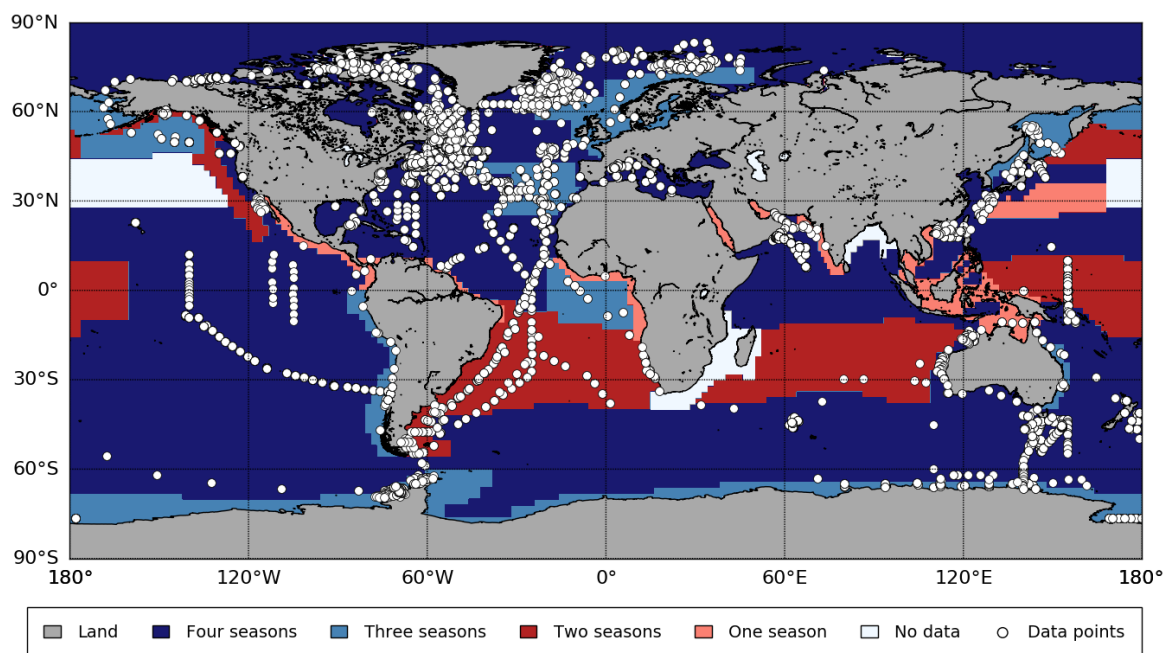 90°N
60°N
30°N
0°
30°S
60°S
90°S
180° 120°W 60°W 0° 60°E 120°E 180°
Land Four seasons Three seasons Two seasons One season No data Data points